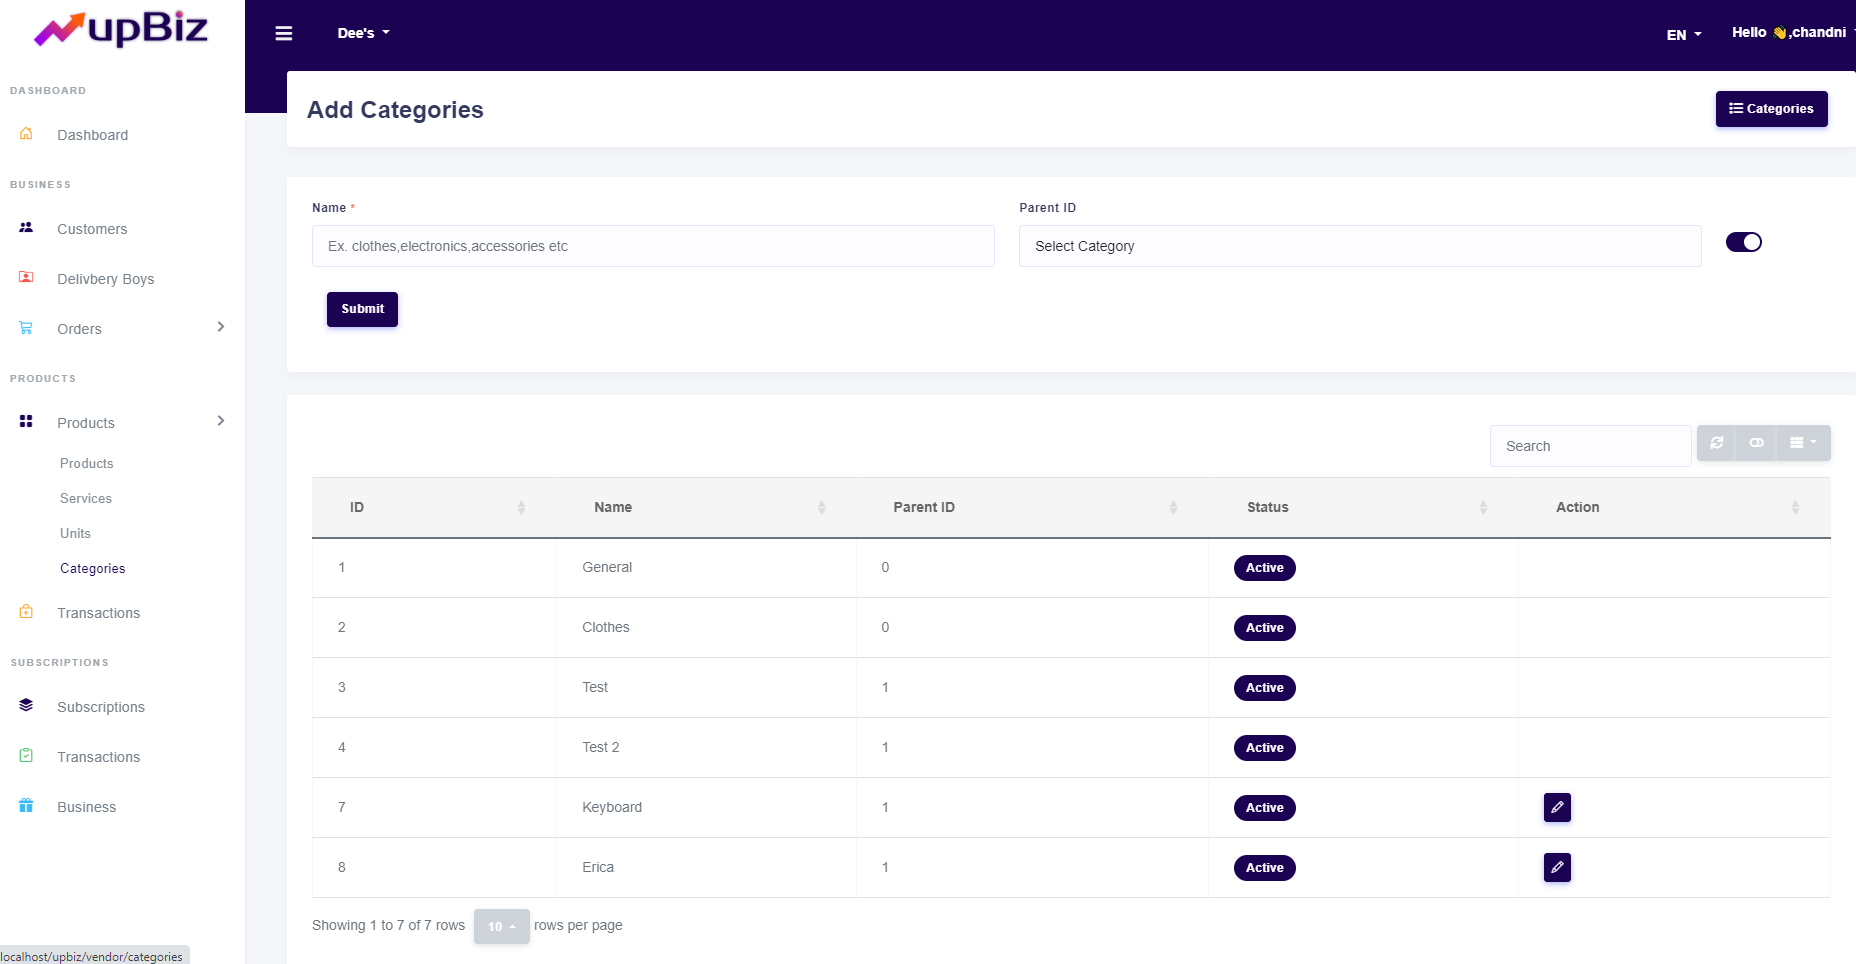 upBiz
Dee's
EN
Hello 👋,chandni
DASHBOARD
Dashboard
BUSINESS
Customers
Delivbery Boys
Orders
PRODUCTS
Products
Products
Services
Units
Categories
Transactions
SUBSCRIPTIONS
Subscriptions
Transactions
Business
localhost/upbiz/vendor/categories
Add Categories
Categories
Name *
Parent ID
Ex. clothes,electronics,accessories etc
Select Category
Submit
Search
ID Name Parent ID Status Action
1 General 0 Active
2 Clothes 0 Active
3 Test 1 Active
4 Test 2 1 Active
7 Keyboard 1 Active
8 Erica 1 Active
Showing 1 to 7 of 7 rows 10 rows per page